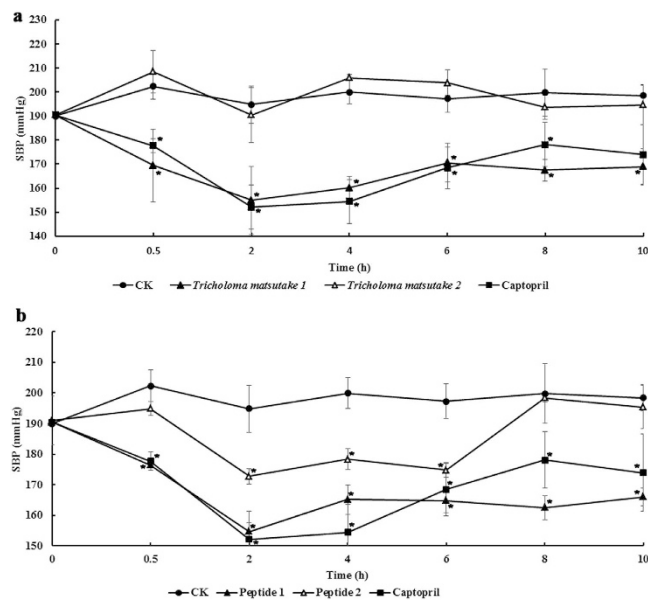 a
220
210
200
190
180
170
160
150
140
SBP (mmHg)
0 0.5 2 4 6 8 10
Time (h)
CK Tricholoma matsutake 1 Tricholoma matsutake 2 Captopril
b
220
210
200
190
180
170
160
150
SBP (mmHg)
0 0.5 2 4 6 8 10
Time (h)
CK Peptide 1 Peptide 2 Captopril